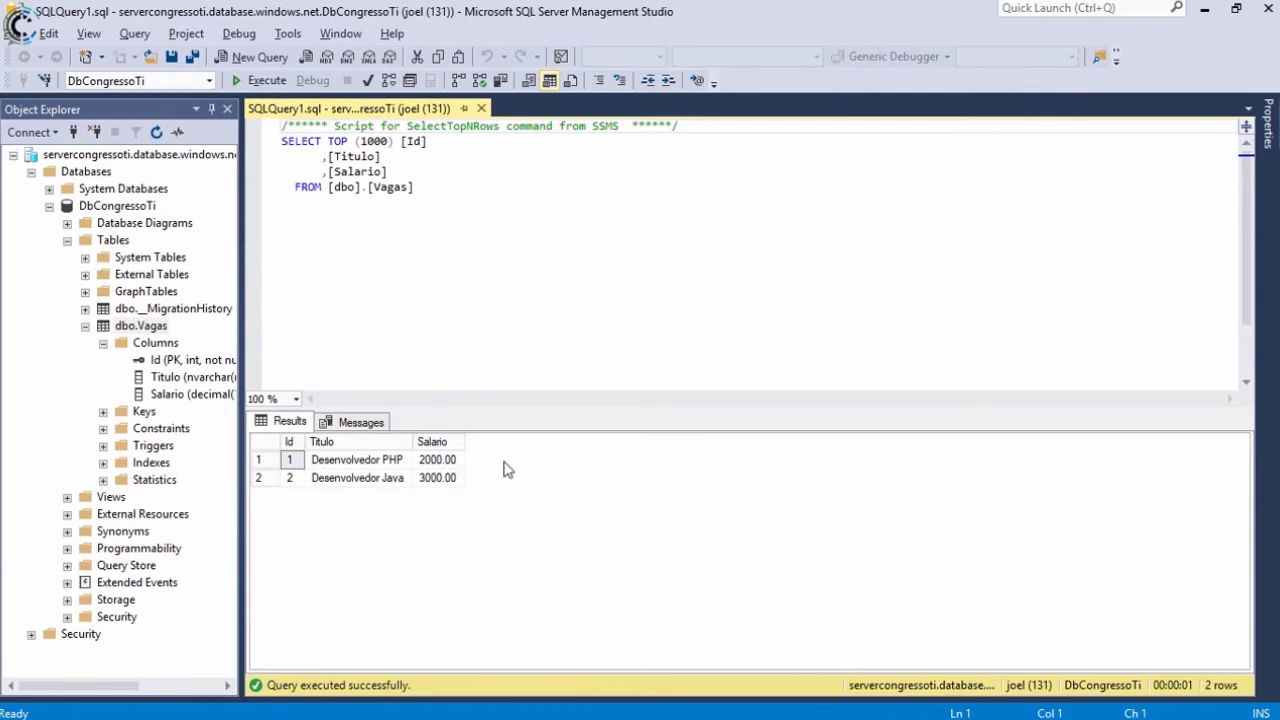 SQLQuery1.sql - servercongressoti.database.windows.net.DbCongressoTi (joel (131)) - Microsoft SQL Server Management Studio
Quick Launch (Ctrl+Q)
Edit View Query Project Debug Tools Window Help
New Query
Generic Debugger
DbCongressoTi
Execute
Debug
Object Explorer
Connect
servercongressoti.database.windows.ne
Databases
System Databases
DbCongressoTi
Database Diagrams
Tables
System Tables
External Tables
GraphTables
dbo.__MigrationHistory
dbo.Vagas
Columns
Id (PK, int, not nu
Titulo (nvarchar(
Salario (decimal(
Keys
Constraints
Triggers
Indexes
Statistics
Views
External Resources
Synonyms
Programmability
Query Store
Extended Events
Storage
Security
Security
SQLQuery1.sql - serv...ressoTi (joel (131))
/****** Script for SelectTopNRows command from SSMS  ******/
SELECT TOP (1000) [Id]
,[Titulo]
,[Salario]
FROM [dbo].[Vagas]
100 %
Results
Messages
Id Titulo Salario
1 1 Desenvolvedor PHP 2000.00
2 2 Desenvolvedor Java 3000.00
Query executed successfully.
servercongressoti.database.... joel (131) DbCongressoTi 00:00:01 2 rows
Properties
Ready
Ln 1 Col 1 Ch 1 INS